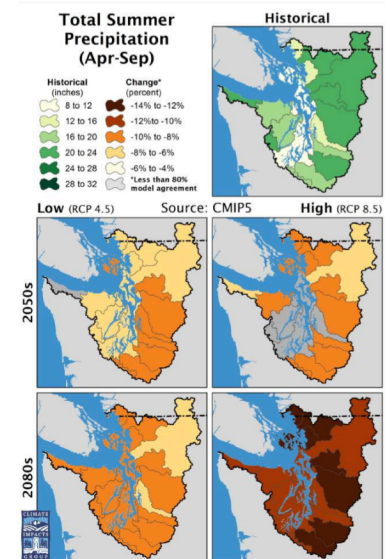 Total Summer
Precipitation
(Apr-Sep)
Historical
Historical
(inches)
Change*
(percent)
8 to 12
12 to 16
16 to 20
20 to 24
24 to 28
28 to 32
-14% to -12%
-12%to -10%
-10% to -8%
-8% to -6%
-6% to -4%
*Less than 80%
model agreement
Low (RCP 4.5)
Source: CMIP5
High (RCP 8.5)
2050s
2080s
CLIMATE
IMPACTS
GROUP